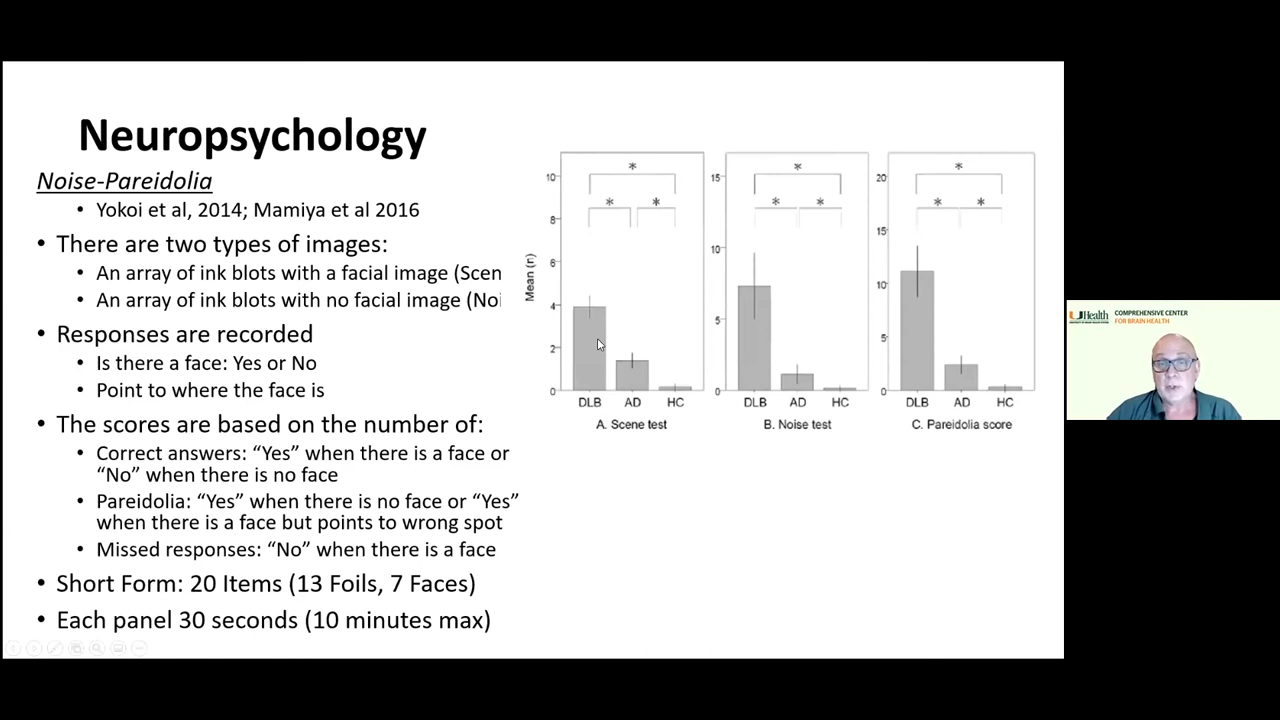 Neuropsychology
Noise-Pareidolia
• Yokoi et al, 2014; Mamiya et al 2016
• There are two types of images:
• An array of ink blots with a facial image (Scen
• An array of ink blots with no facial image (Noi
• Responses are recorded
• Is there a face: Yes or No
• Point to where the face is
• The scores are based on the number of:
• Correct answers: “Yes” when there is a face or
“No” when there is no face
• Pareidolia: “Yes” when there is no face or “Yes”
when there is a face but points to wrong spot
• Missed responses: “No” when there is a face
• Short Form: 20 Items (13 Foils, 7 Faces)
• Each panel 30 seconds (10 minutes max)
Mean (n)
10
8
6
4
2
0
* * *
DLB AD HC
A. Scene test
15
10
5
0
* * *
DLB AD HC
B. Noise test
20
15
10
5
0
* * *
DLB AD HC
C. Pareidolia score
UHealth
COMPREHENSIVE CENTER
FOR BRAIN HEALTH